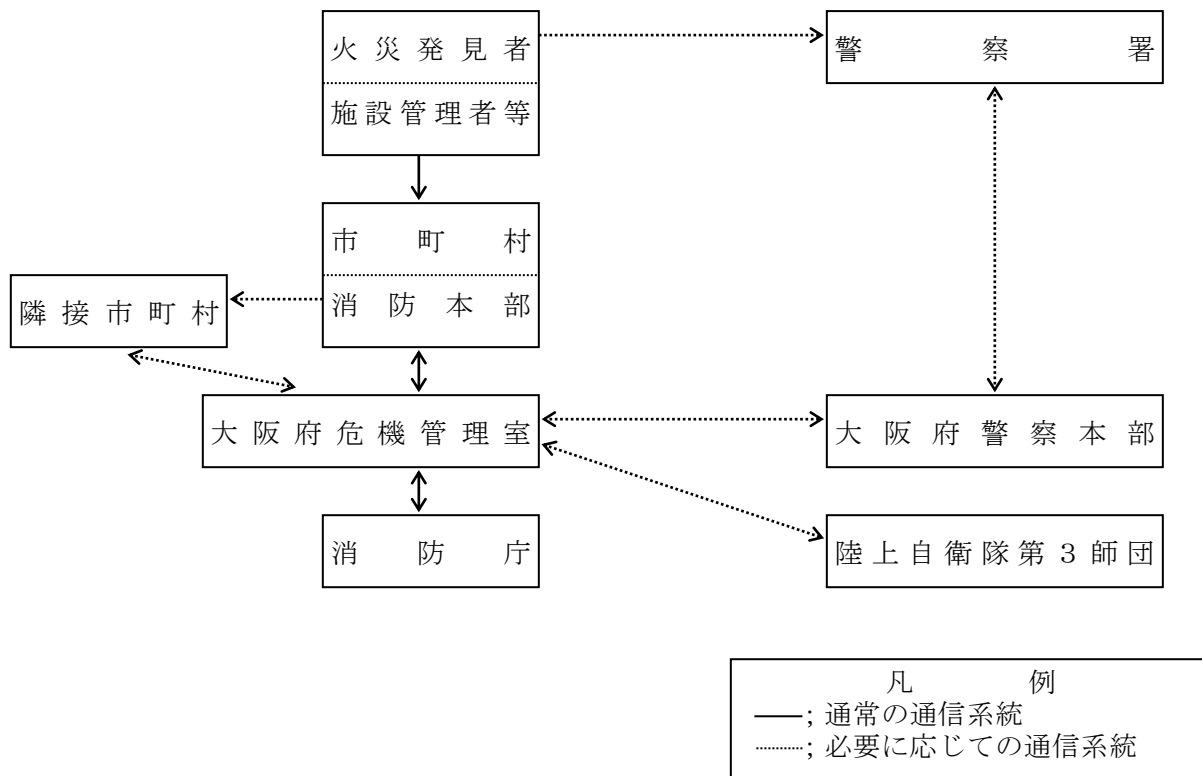 火災発見者
警察署
施設管理者等
市町村
消防本部
隣接市町村
大阪府危機管理室
大阪府警察本部
消防庁
陸上自衛隊第３師団
凡例
; 通常の通信系統
; 必要に応じての通信系統